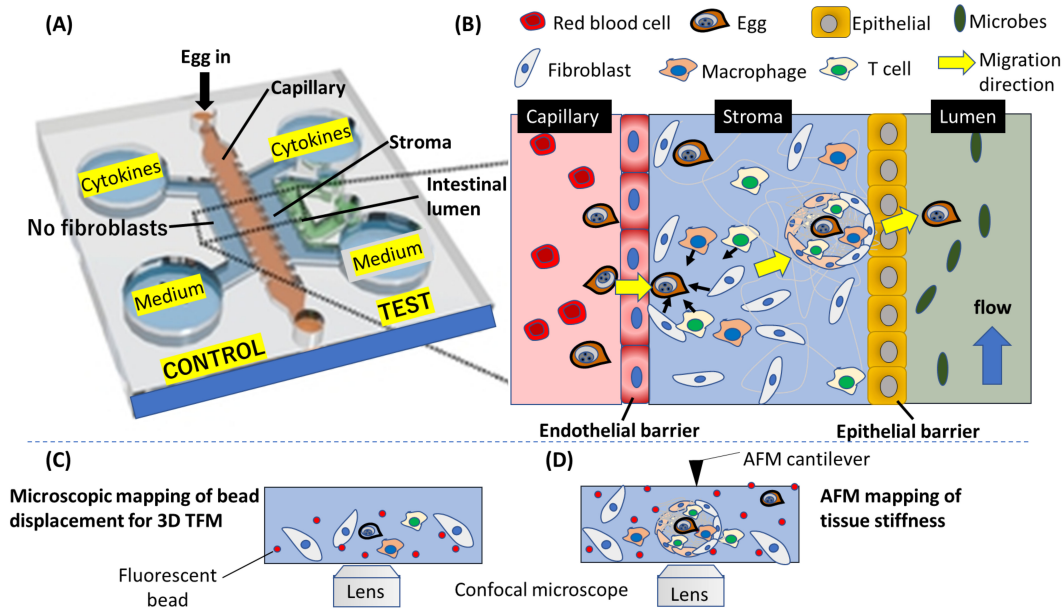 (A)
Egg in
Capillary
Cytokines
Cytokines
Stroma
Intestinal
lumen
No fibroblasts
Medium
Medium
TEST
CONTROL
(B)
Red blood cell
Egg
Epithelial
Microbes
Fibroblast
Macrophage
T cell
Migration
direction
Capillary
Stroma
Lumen
flow
Endothelial barrier
Epithelial barrier
(C)
Microscopic mapping of bead
displacement for 3D TFM
Fluorescent
bead
Lens
Confocal microscope
(D)
AFM cantilever
AFM mapping of
tissue stiffness
Lens